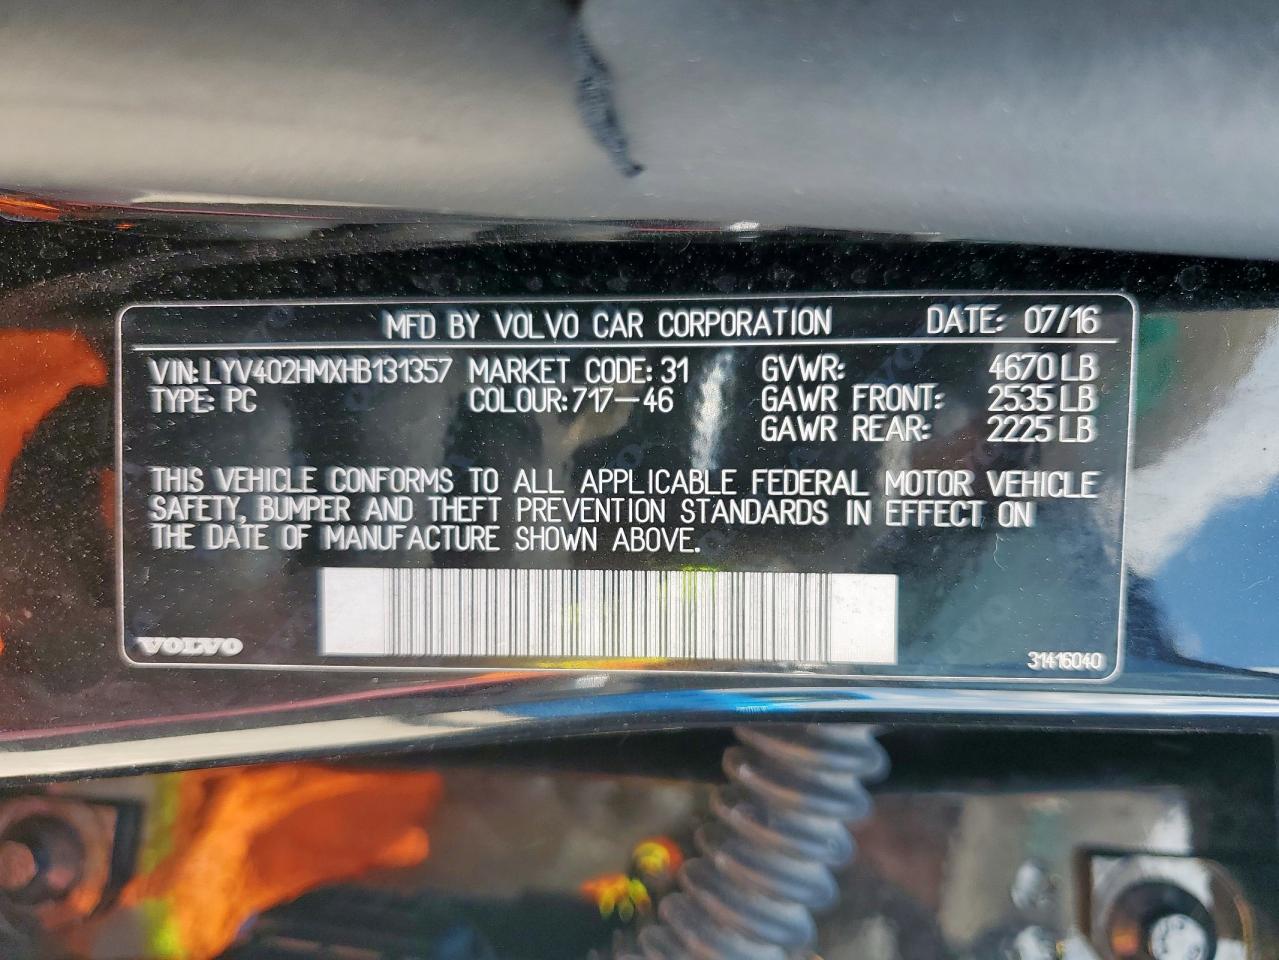 MFD BY VOLVO CAR CORPORATION DATE: 07/16
VIN: LYV402HMXHB131357 MARKET CODE: 31 GVWR: 4670 LB
TYPE: PC COLOUR: 717-46 GAWR FRONT: 2535 LB
GAWR REAR: 2225 LB
THIS VEHICLE CONFORMS TO ALL APPLICABLE FEDERAL MOTOR VEHICLE
SAFETY, BUMPER AND THEFT PREVENTION STANDARDS IN EFFECT ON
THE DATE OF MANUFACTURE SHOWN ABOVE.
VOLVO
31416040